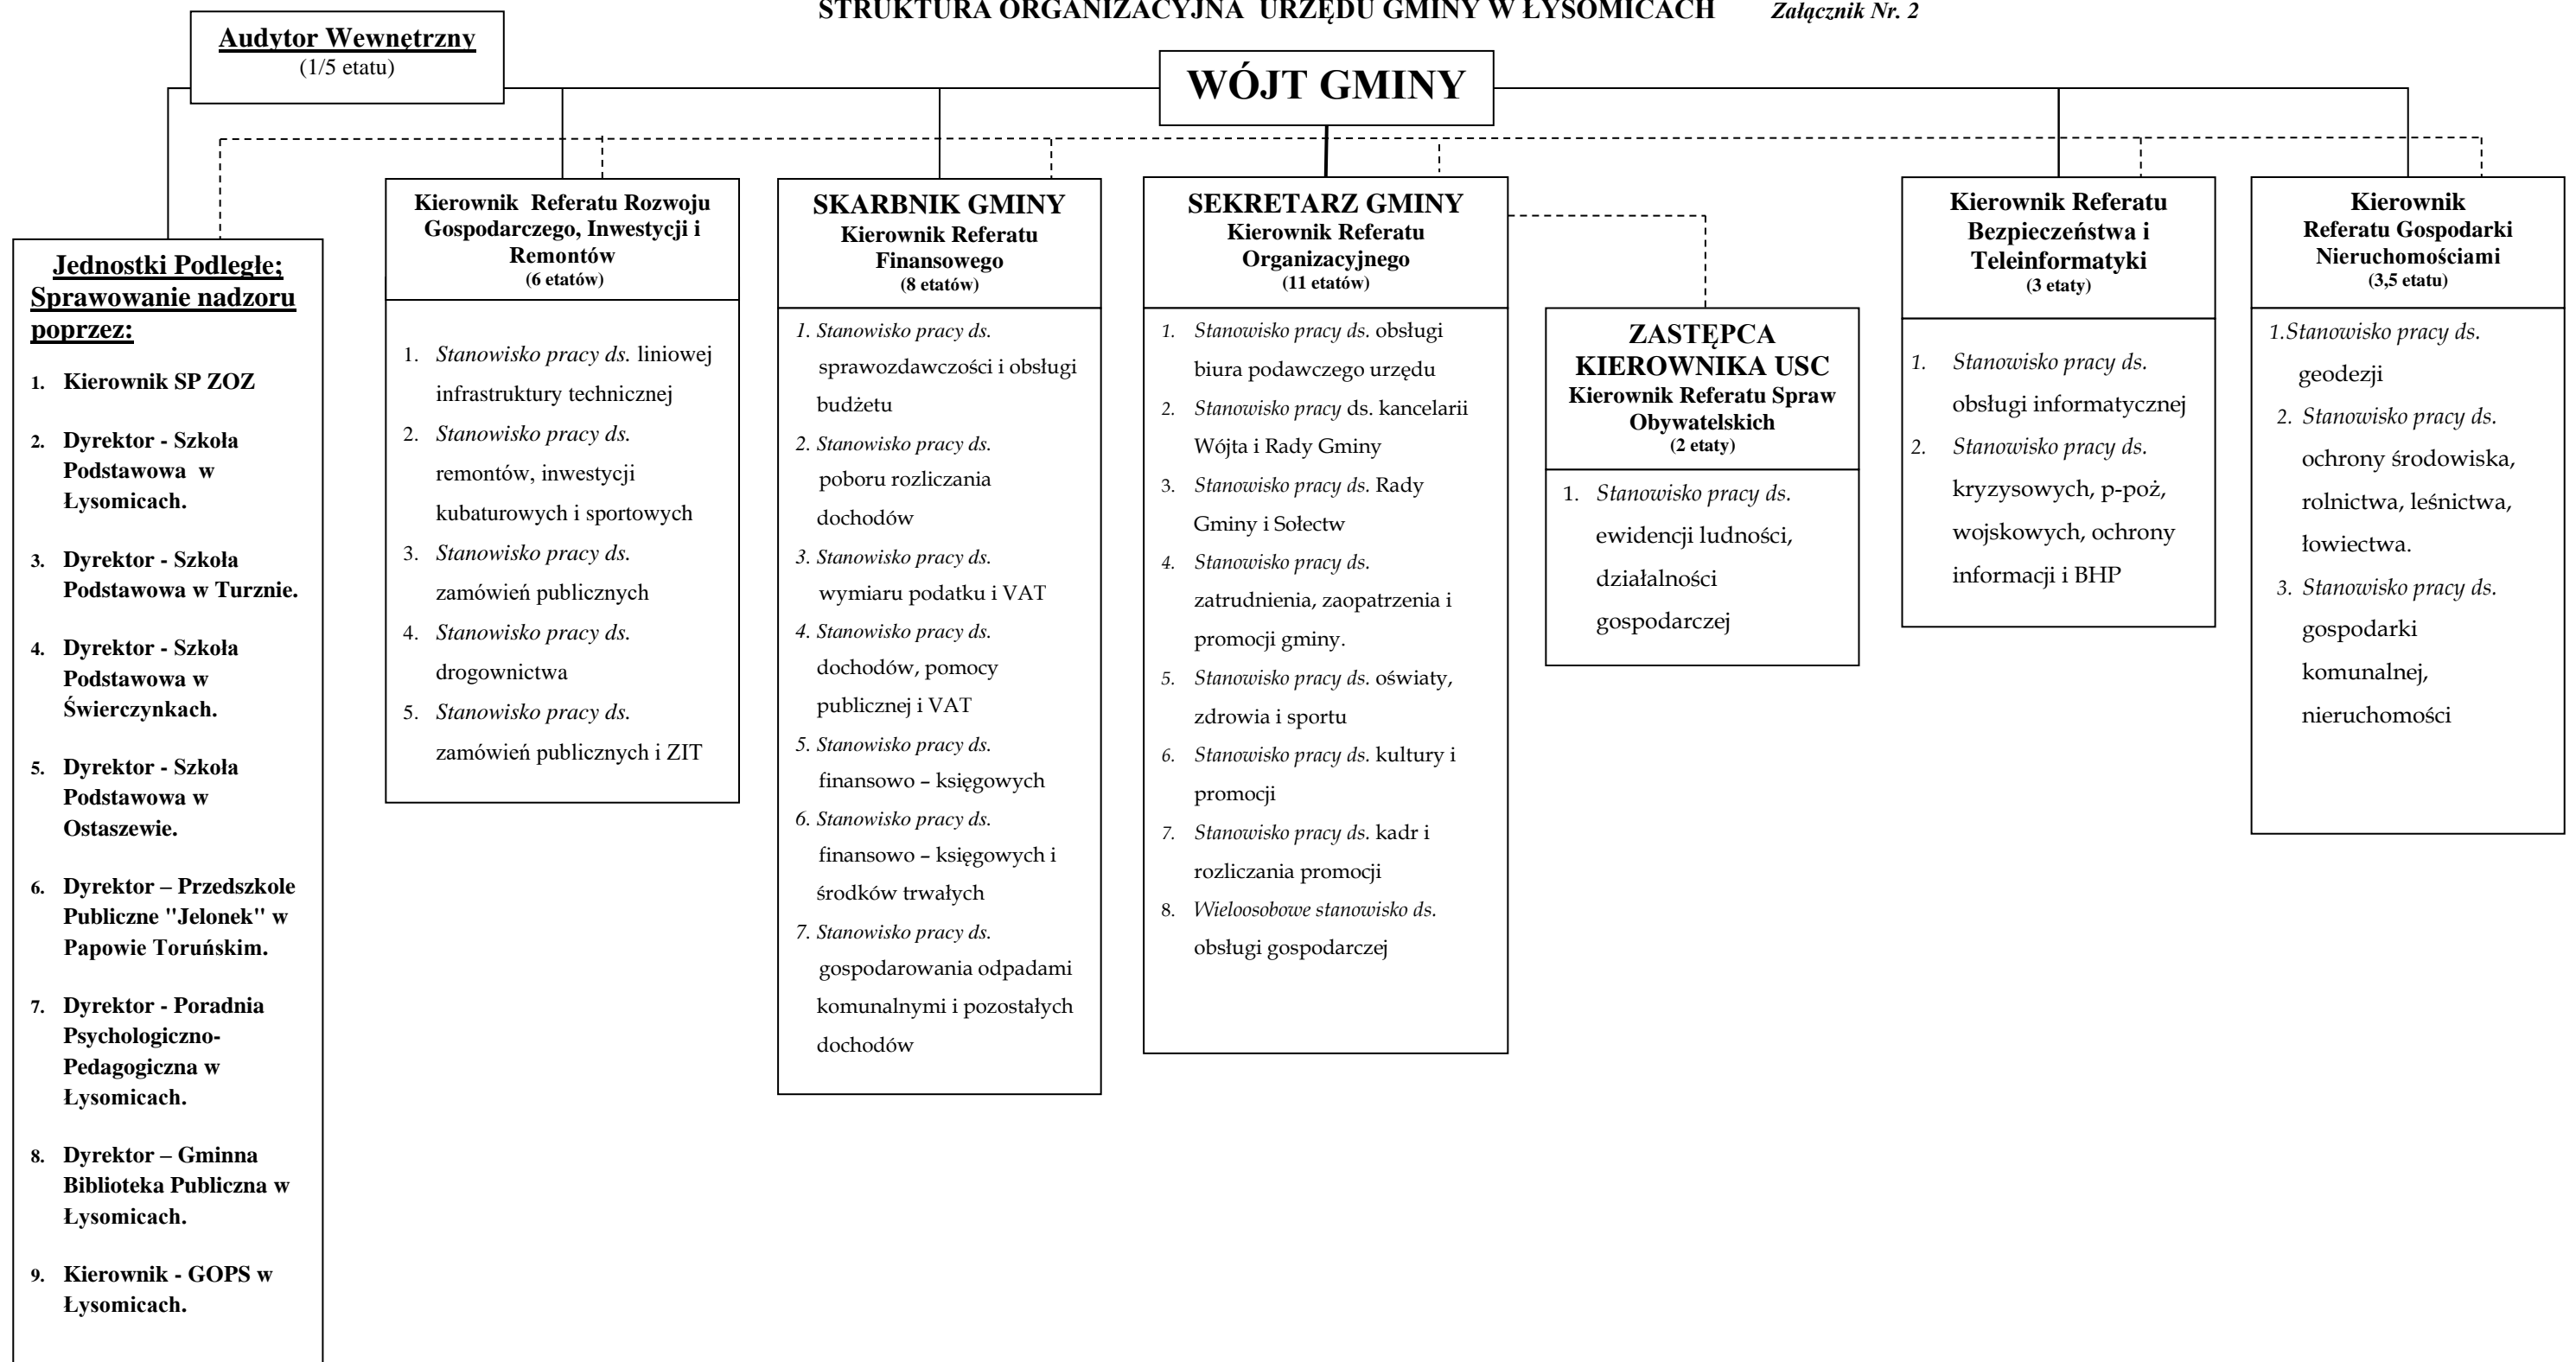 STRUKTURA ORGANIZACYJNA URZĘDU GMINY W ŁYSOMICACH Załącznik Nr. 2
Audytor Wewnętrzny
(1/5 etatu)
WÓJT GMINY
Jednostki Podległe;
Sprawowanie nadzoru
poprzez:
1. Kierownik SP ZOZ
2. Dyrektor - Szkoła
Podstawowa w
Łysomicach.
3. Dyrektor - Szkoła
Podstawowa w Turznie.
4. Dyrektor - Szkoła
Podstawowa w
Świerczynkach.
5. Dyrektor - Szkoła
Podstawowa w
Ostaszewie.
6. Dyrektor – Przedszkole
Publiczne "Jelonek" w
Papowie Toruńskim.
7. Dyrektor - Poradnia
Psychologiczno-
Pedagogiczna w
Łysomicach.
8. Dyrektor – Gminna
Biblioteka Publiczna w
Łysomicach.
9. Kierownik - GOPS w
Łysomicach.
Kierownik Referatu Rozwoju
Gospodarczego, Inwestycji i
Remontów
(6 etatów)
1. Stanowisko pracy ds. liniowej
infrastruktury technicznej
2. Stanowisko pracy ds.
remontów, inwestycji
kubaturowych i sportowych
3. Stanowisko pracy ds.
zamówień publicznych
4. Stanowisko pracy ds.
drogownictwa
5. Stanowisko pracy ds.
zamówień publicznych i ZIT
SKARBNIK GMINY
Kierownik Referatu
Finansowego
(8 etatów)
1. Stanowisko pracy ds.
sprawozdawczości i obsługi
budżetu
2. Stanowisko pracy ds.
poboru rozliczania
dochodów
3. Stanowisko pracy ds.
wymiaru podatku i VAT
4. Stanowisko pracy ds.
dochodów, pomocy
publicznej i VAT
5. Stanowisko pracy ds.
finansowo – księgowych
6. Stanowisko pracy ds.
finansowo – księgowych i
środków trwałych
7. Stanowisko pracy ds.
gospodarowania odpadami
komunalnymi i pozostałych
dochodów
SEKRETARZ GMINY
Kierownik Referatu
Organizacyjnego
(11 etatów)
1. Stanowisko pracy ds. obsługi
biura podawczego urzędu
2. Stanowisko pracy ds. kancelarii
Wójta i Rady Gminy
3. Stanowisko pracy ds. Rady
Gminy i Sołectw
4. Stanowisko pracy ds.
zatrudnienia, zaopatrzenia i
promocji gminy.
5. Stanowisko pracy ds. oświaty,
zdrowia i sportu
6. Stanowisko pracy ds. kultury i
promocji
7. Stanowisko pracy ds. kadr i
rozliczania promocji
8. Wieloosobowe stanowisko ds.
obsługi gospodarczej
ZASTĘPCA
KIEROWNIKA USC
Kierownik Referatu Spraw
Obywatelskich
(2 etaty)
1. Stanowisko pracy ds.
ewidencji ludności,
działalności
gospodarczej
Kierownik Referatu
Bezpieczeństwa i
Teleinformatyki
(3 etaty)
1. Stanowisko pracy ds.
obsługi informatycznej
2. Stanowisko pracy ds.
kryzysowych, p-poż,
wojskowych, ochrony
informacji i BHP
Kierownik
Referatu Gospodarki
Nieruchomościami
(3,5 etatu)
1.Stanowisko pracy ds.
geodezji
2. Stanowisko pracy ds.
ochrony środowiska,
rolnictwa, leśnictwa,
łowiectwa.
3. Stanowisko pracy ds.
gospodarki
komunalnej,
nieruchomości